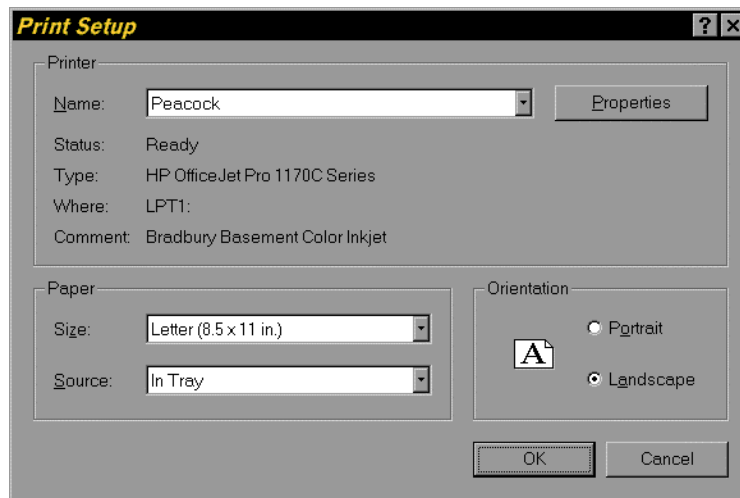 Print Setup
Printer
Name: Peacock Properties
Status: Ready
Type: HP OfficeJet Pro 1170C Series
Where: LPT1:
Comment: Bradbury Basement Color Inkjet
Paper
Size: Letter (8.5 x 11 in.)
Source: In Tray
Orientation
A
Portrait
Landscape
OK Cancel